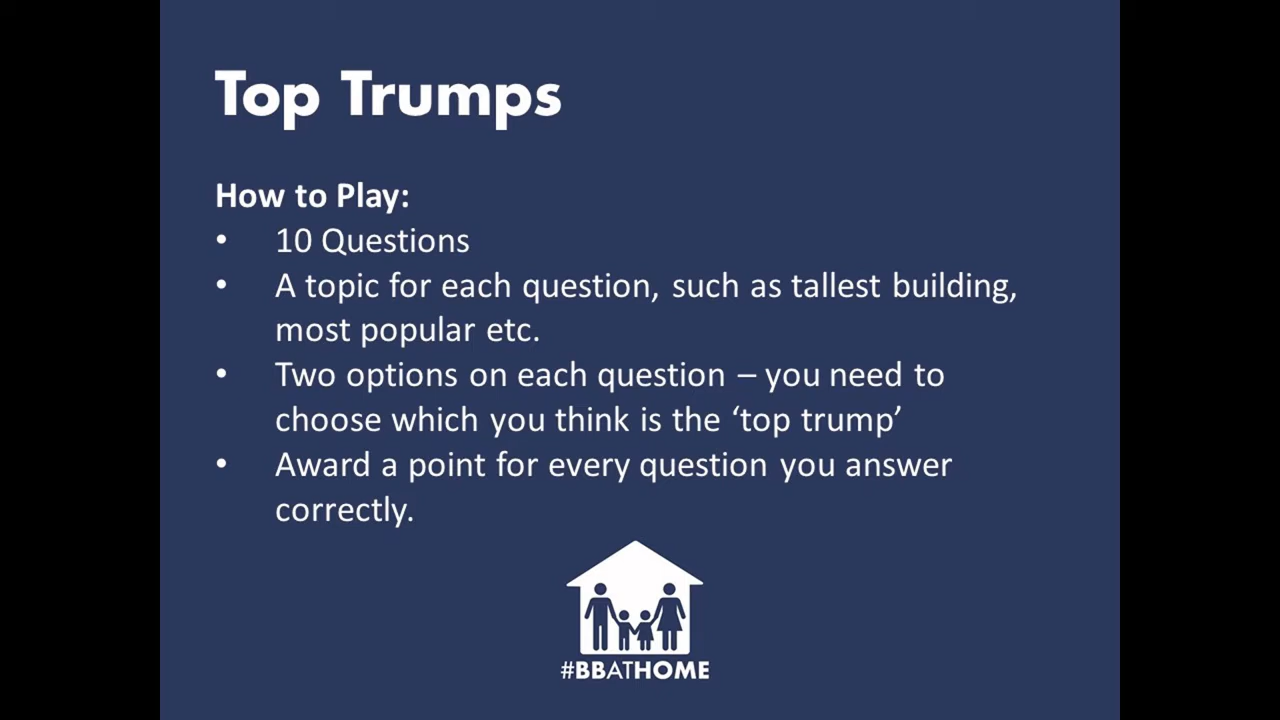 Top Trumps
How to Play:
• 10 Questions
• A topic for each question, such as tallest building,
most popular etc.
• Two options on each question – you need to
choose which you think is the ‘top trump’
• Award a point for every question you answer
correctly.
#BBATHOME